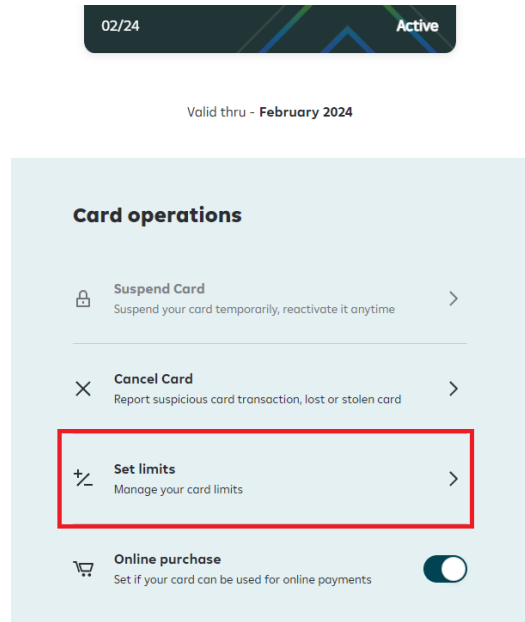 02/24 Active
Valid thru - February 2024
Card operations
Suspend Card
Suspend your card temporarily, reactivate it anytime
Cancel Card
Report suspicious card transaction, lost or stolen card
Set limits
Manage your card limits
Online purchase
Set if your card can be used for online payments